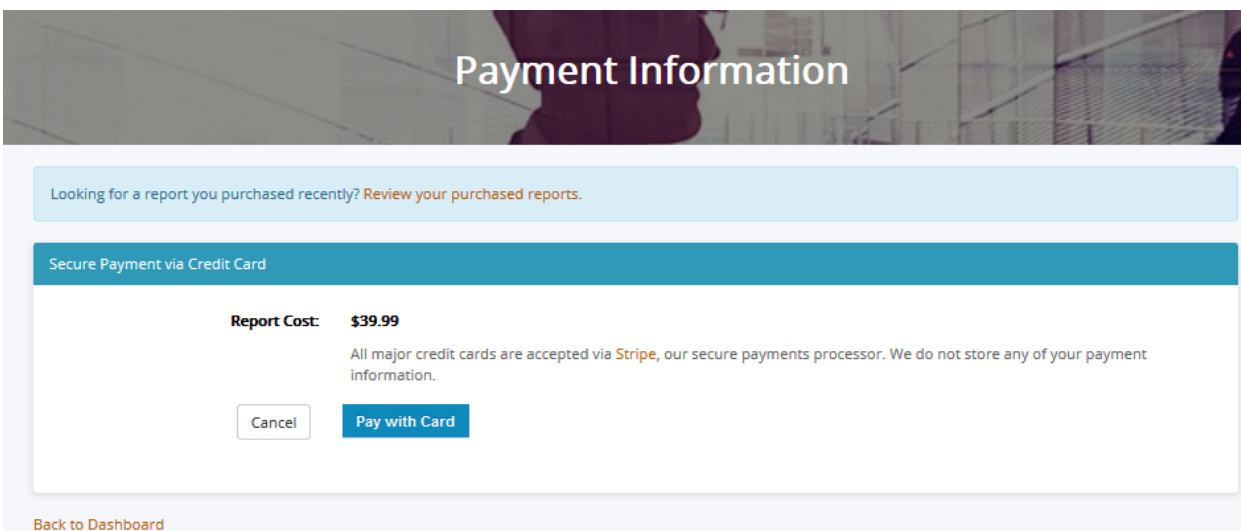 Payment Information
Looking for a report you purchased recently? Review your purchased reports.
Secure Payment via Credit Card
Report Cost: $39.99
All major credit cards are accepted via Stripe, our secure payments processor. We do not store any of your payment
information.
Cancel Pay with Card
Back to Dashboard